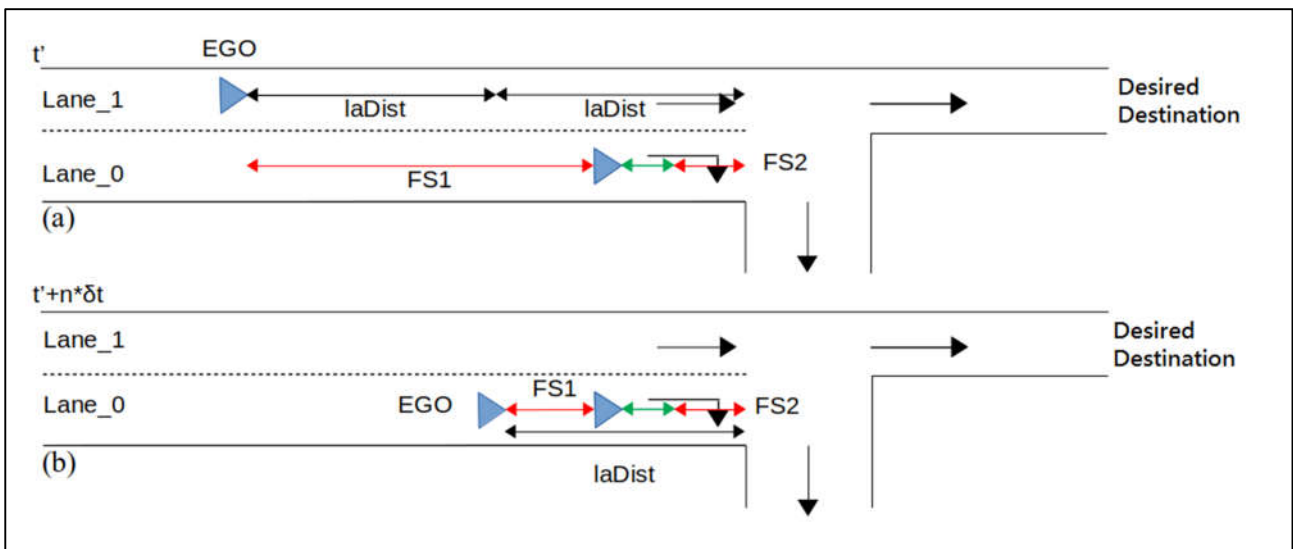 t'
EGO
Lane_1
laDist
laDist
Desired
Destination
Lane_0
FS1
FS2
(a)
t'+n*δt
Lane_1
Desired
Destination
Lane_0
EGO
FS1
FS2
(b)
laDist